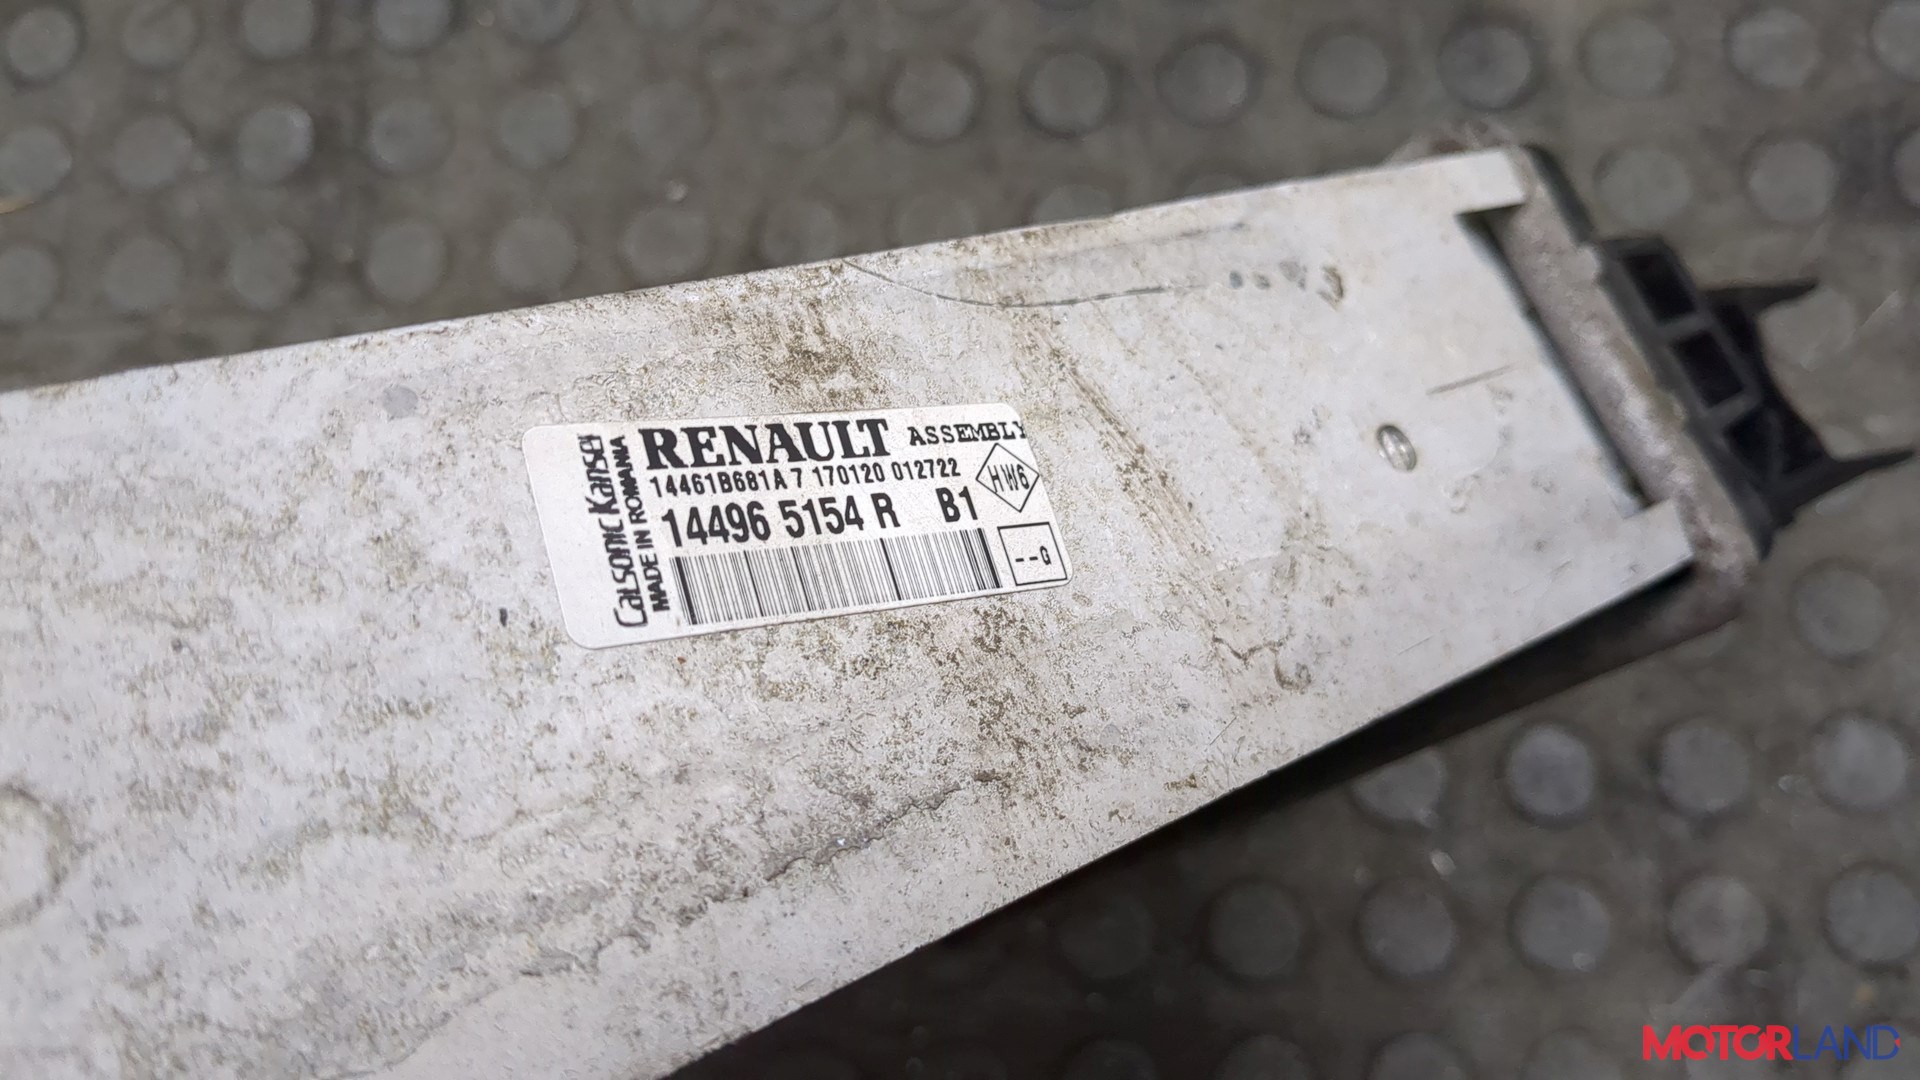 RENAULT ASSEMBLY
14461B681A 7 170120 012722
HW6
14496 5154 R B1
--G
CalsonicKansei
MADE IN ROMANIA
MOTORLAND